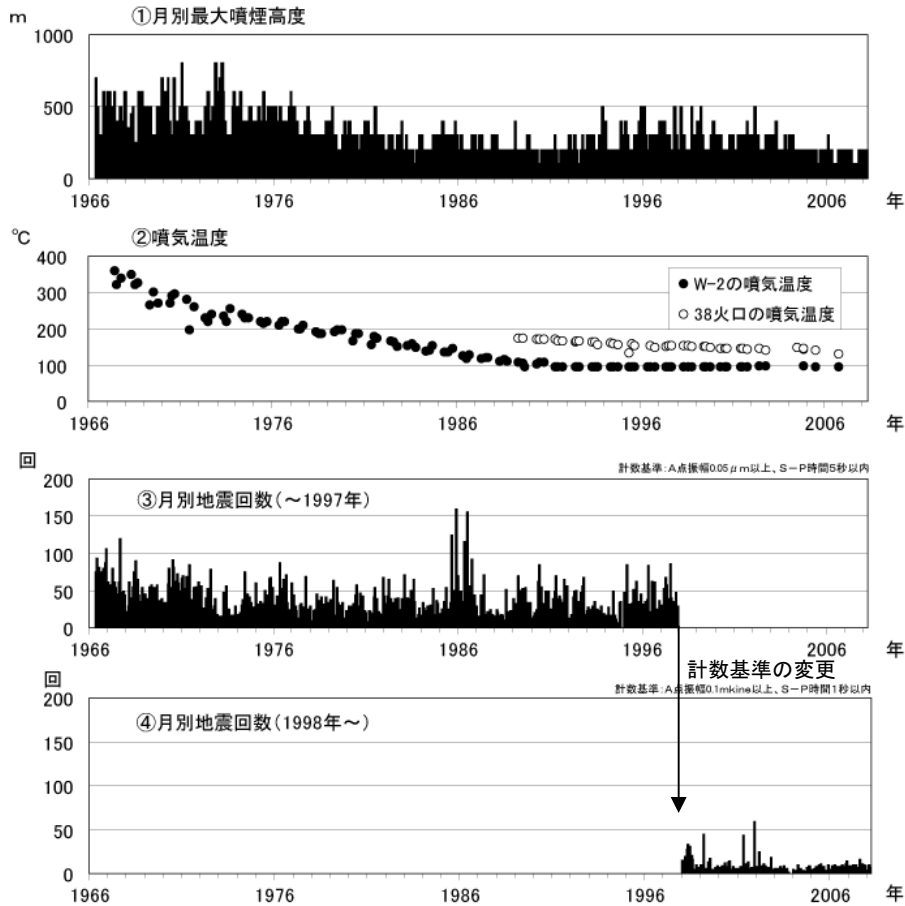 m
①月別最大噴煙高度
1000
500
0
1966 1976 1986 1996 2006 年
℃
②噴気温度
400
300
200
100
0
● W-2の噴気温度
○ 38火口の噴気温度
1966 1976 1986 1996 2006 年
回
計数基準:A点振幅0.05μm以上、S-P時間5秒以内
200
150
100
50
0
③月別地震回数(~1997年)
1966 1976 1986 1996 2006 年
計数基準の変更
回
計数基準:A点振幅0.1mkine以上、S-P時間1秒以内
200
150
100
50
0
④月別地震回数(1998年~)
1966 1976 1986 1996 2006 年